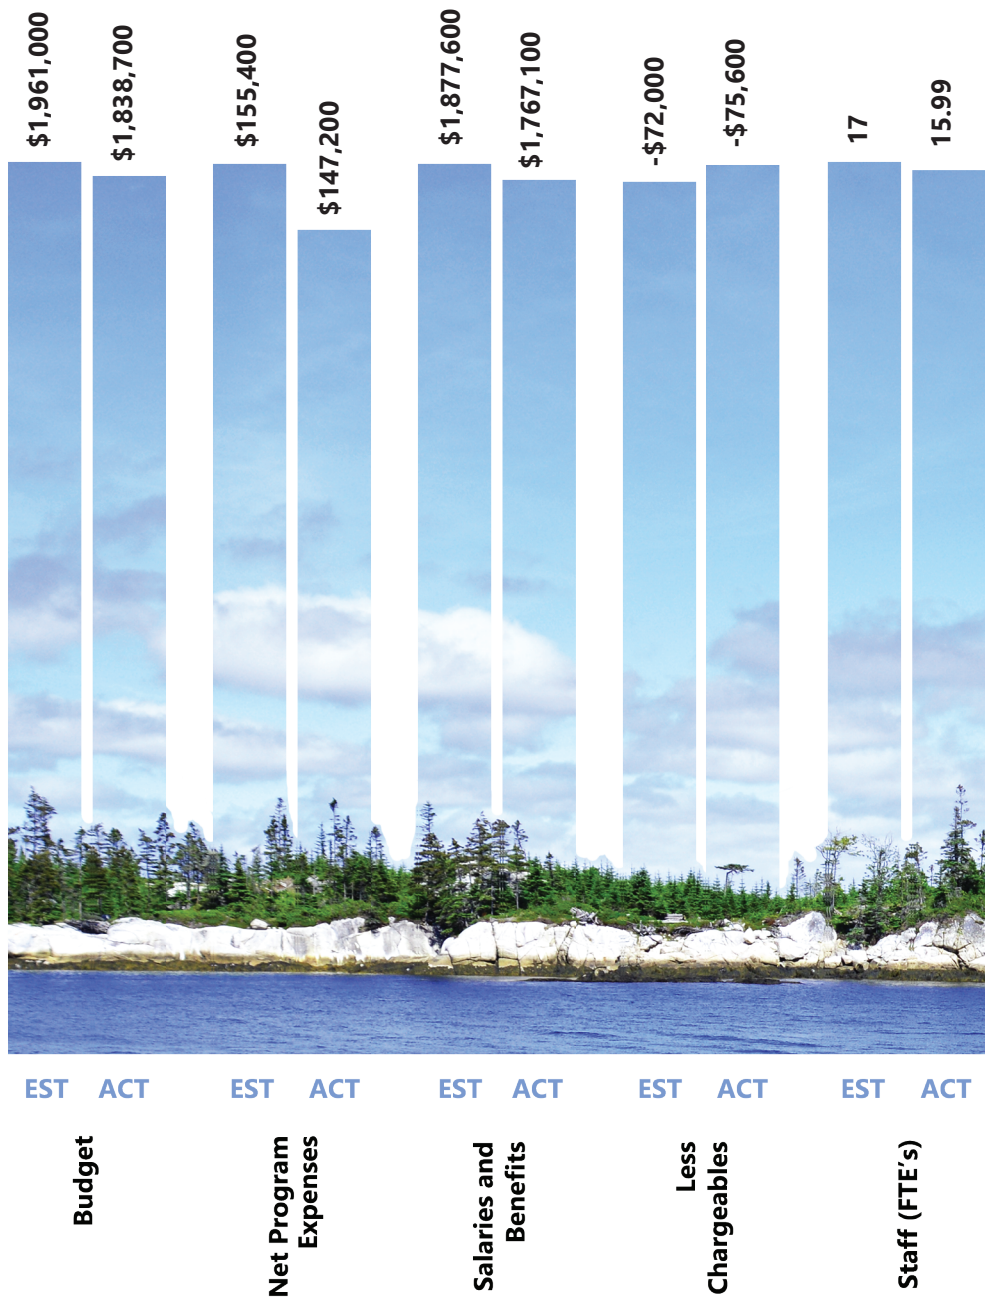 $1,961,000
$1,838,700
$155,400
$147,200
$1,877,600
$1,767,100
-$72,000
-$75,600
17
15.99
EST ACT EST ACT EST ACT EST ACT EST ACT
Budget
Net Program
Expenses
Salaries and
Benefits
Less
Chargeables
Staff (FTE's)